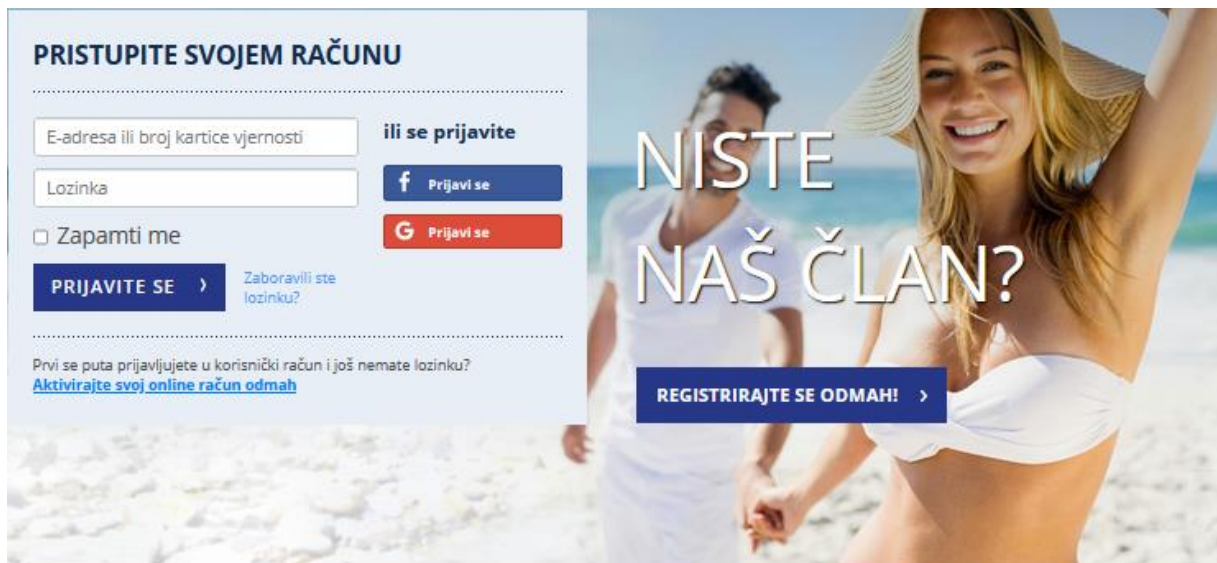 PRISTUPITE SVOJEM RAČUNU
E-adresa ili broj kartice vjernosti
Lozinka
Zapamti me
PRIJAVITE SE
Zaboravili ste
lozinku?
ili se prijavite
Prijavi se
Prijavi se
Prvi se puta prijavljujete u korisnički račun i još nemate lozinku?
Aktivirajte svoj online račun odmah
NISTE
NAŠ ČLAN?
REGISTRIRAJTE SE ODMAH!